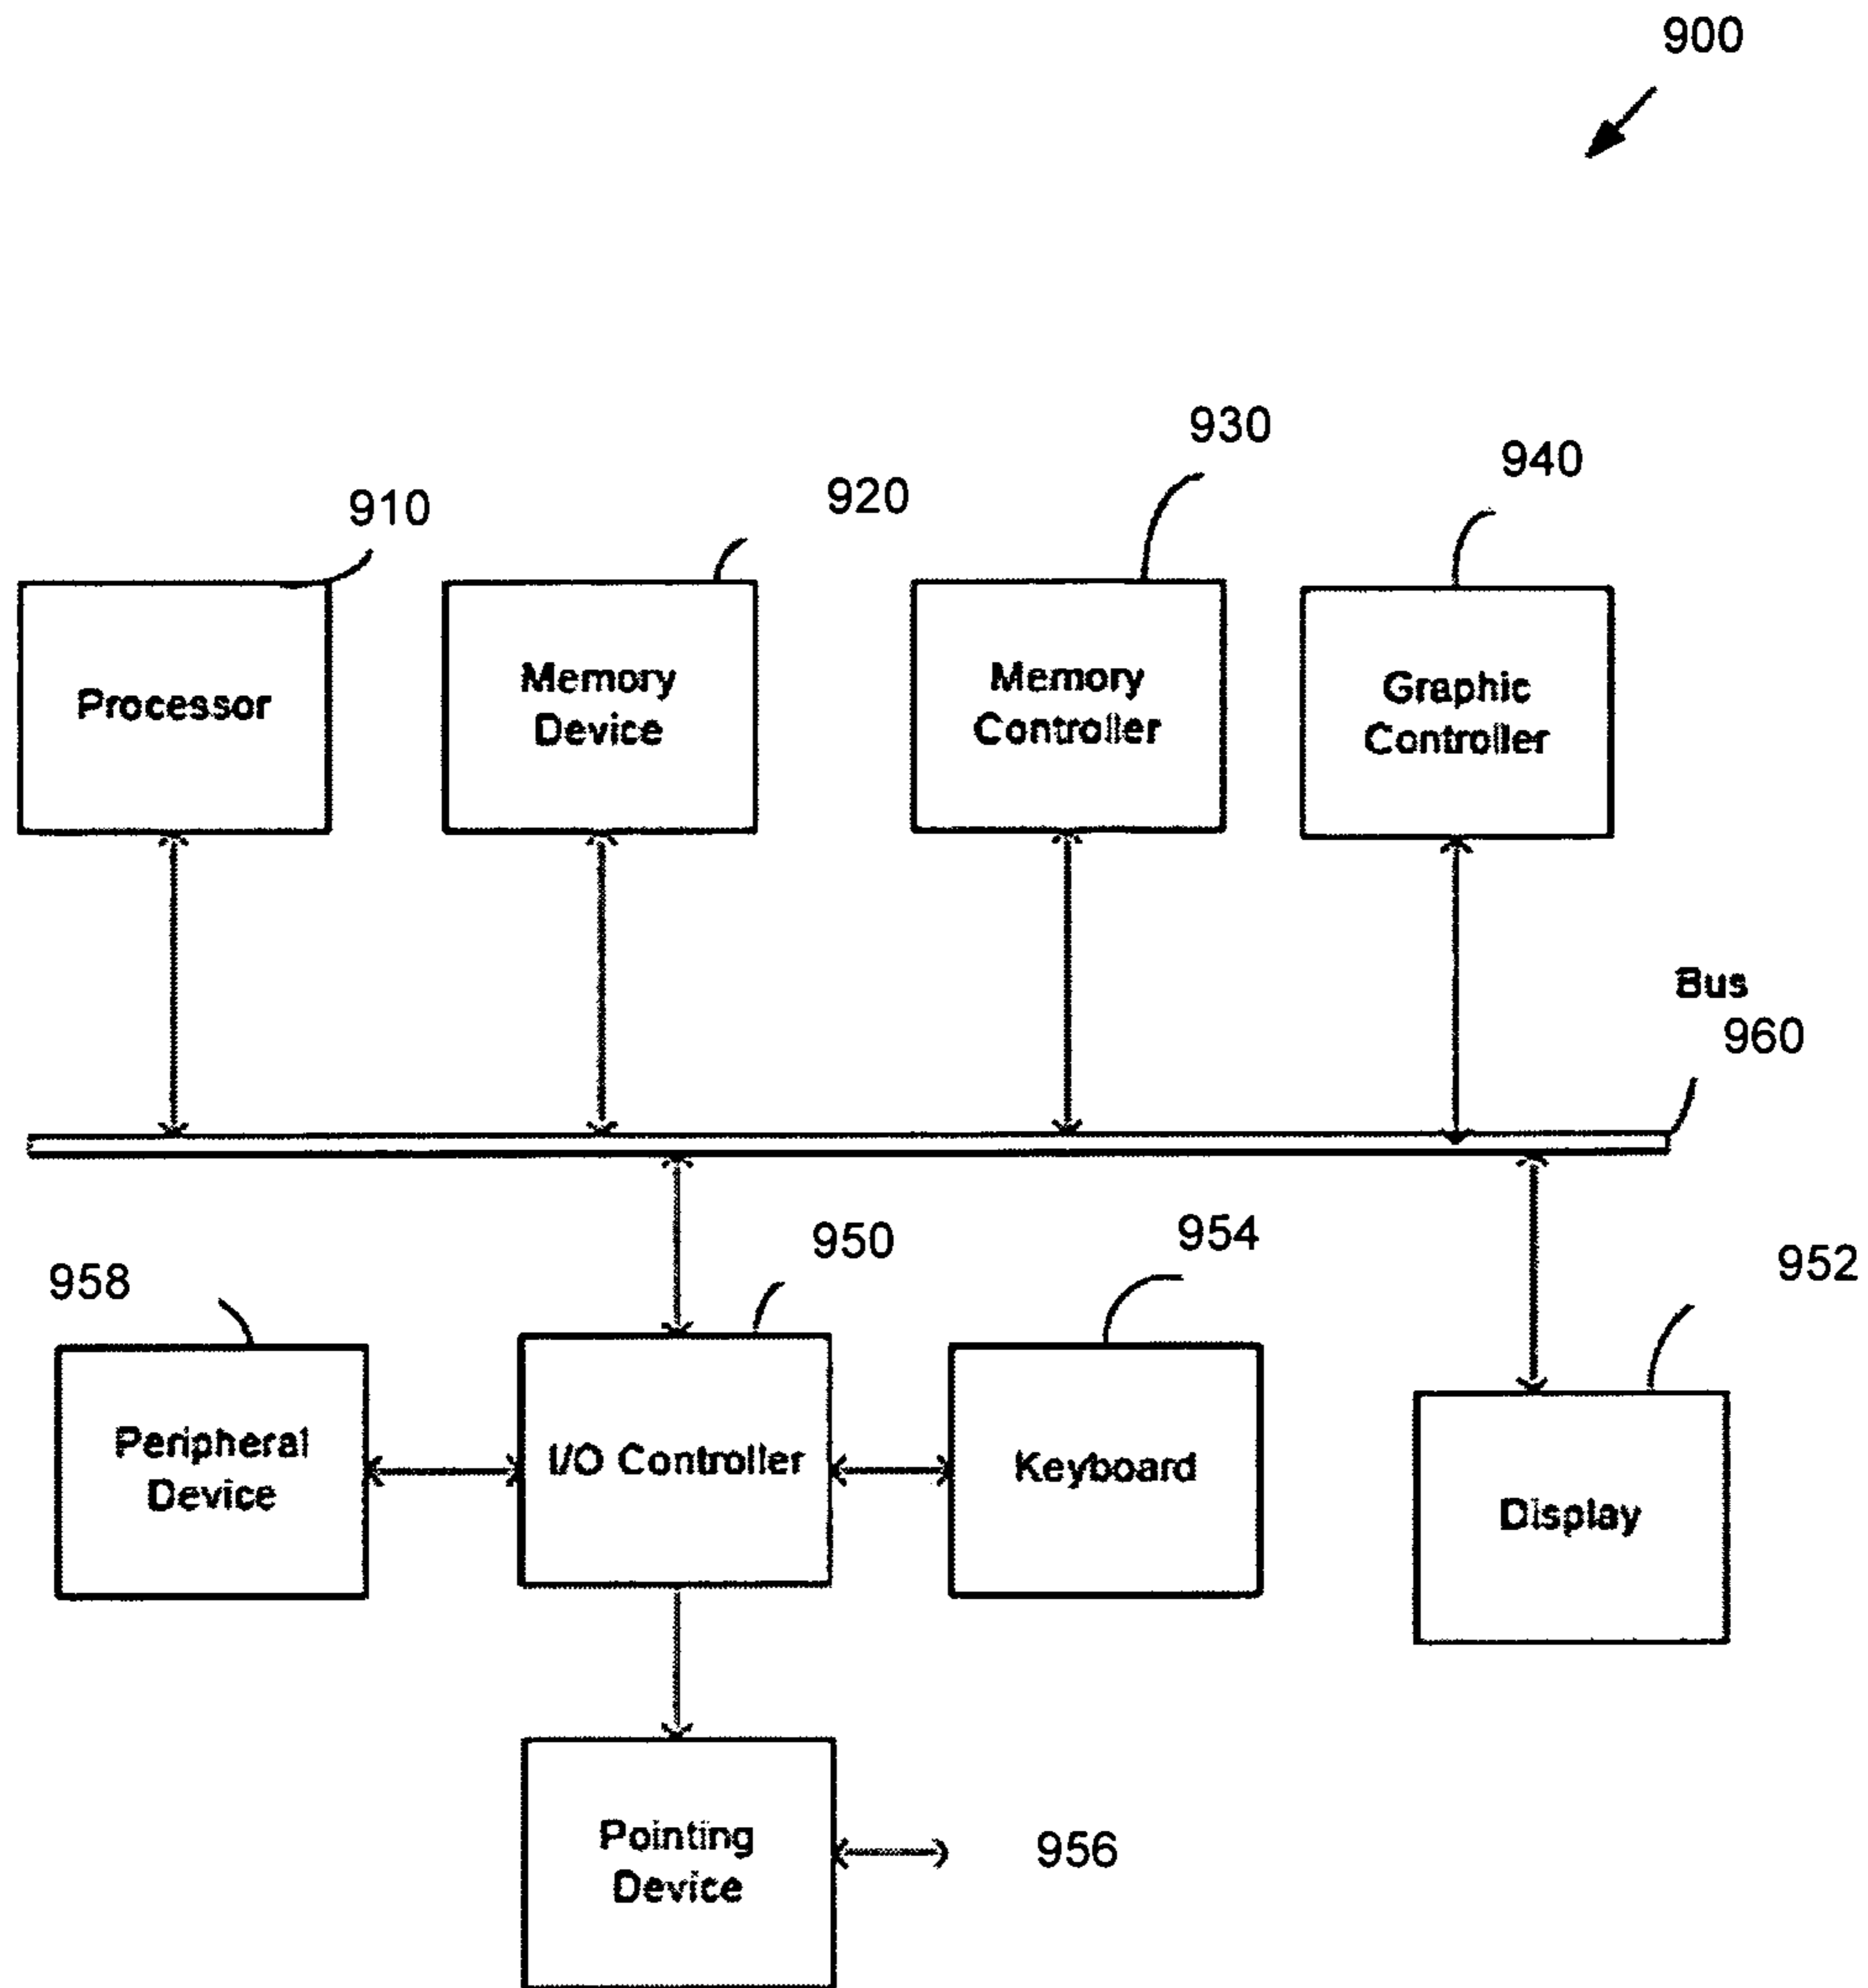 900
930
940
910
920
Processor
Memory
Device
Memory
Controller
Graphic
Controller
Bus
960
950
954
952
958
Peripheral
Device
I/O Controller
Keyboard
Display
Pointing
Device
956